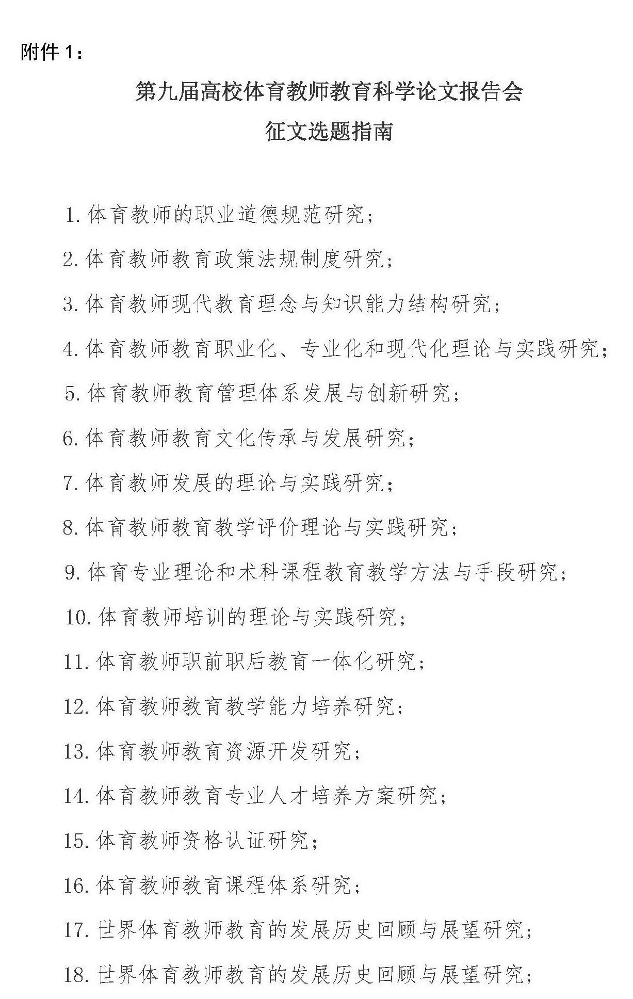 附件 1：
第九届高校体育教师教育科学论文报告会
征文选题指南
1. 体育教师的职业道德规范研究；
2. 体育教师教育政策法规制度研究；
3. 体育教师现代教育理念与知识能力结构研究；
4. 体育教师教育职业化、专业化和现代化理论与实践研究；
5. 体育教师教育管理体系发展与创新研究；
6. 体育教师教育文化传承与发展研究；
7. 体育教师发展的理论与实践研究；
8. 体育教师教育教学评价理论与实践研究；
9. 体育专业理论和术科课程教育教学方法与手段研究；
10. 体育教师培训的理论与实践研究；
11. 体育教师职前职后教育一体化研究；
12. 体育教师教育教学能力培养研究；
13. 体育教师教育资源开发研究；
14. 体育教师教育专业人才培养方案研究；
15. 体育教师资格认证研究；
16. 体育教师教育课程体系研究；
17. 世界体育教师教育的发展历史回顾与展望研究；
18. 世界体育教师教育的发展历史回顾与展望研究；